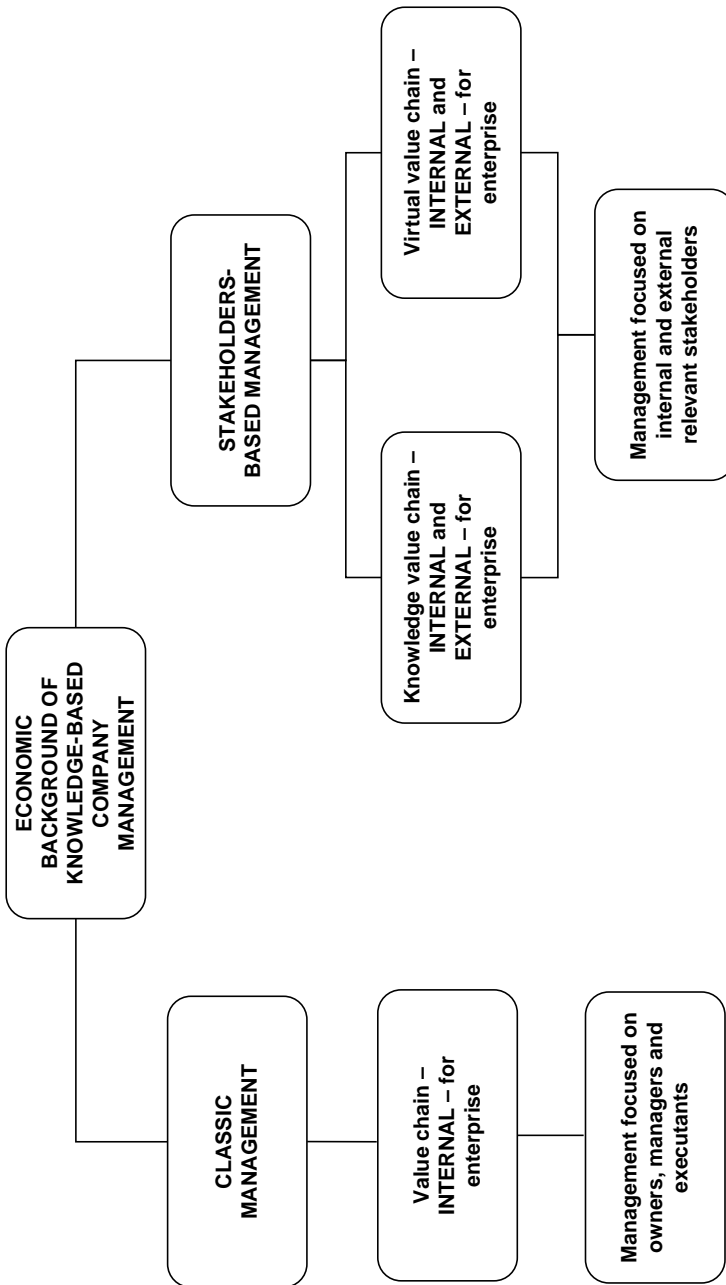 ECONOMIC
BACKGROUND OF
KNOWLEDGE-BASED
COMPANY
MANAGEMENT
CLASSIC
MANAGEMENT
STAKEHOLDERS-
BASED MANAGEMENT
Value chain –
INTERNAL – for
enterprise
Knowledge value chain –
INTERNAL and
EXTERNAL – for
enterprise
Virtual value chain –
INTERNAL and
EXTERNAL – for
enterprise
Management focused on
owners, managers and
executants
Management focused on
internal and external
relevant stakeholders